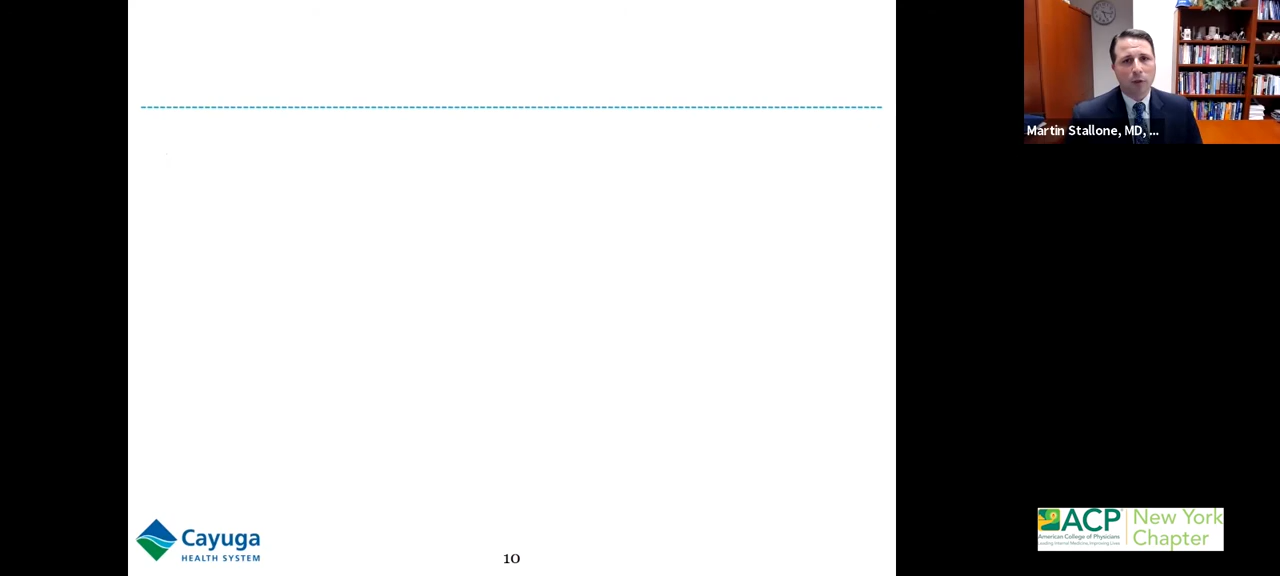 Martin Stallone, MD, ...
Cayuga
HEALTH SYSTEM
10
ACP
American College of Physicians
Leading Internal Medicine, Improving Lives
New York
Chapter